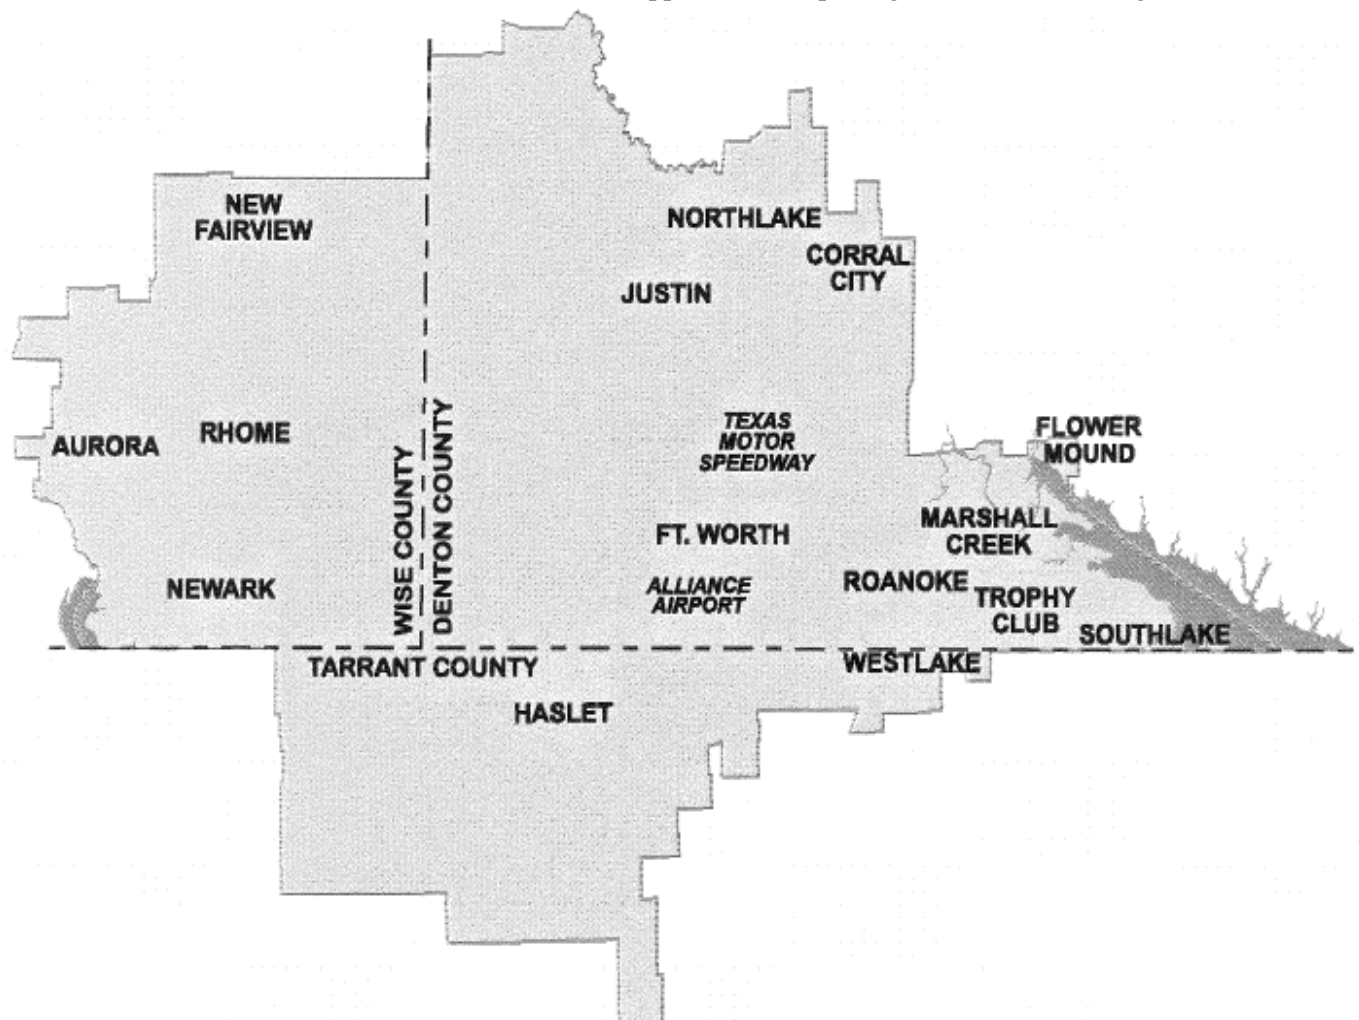 NEW
FAIRVIEW
NORTHLAKE
CORRAL
CITY
JUSTIN
TEXAS
MOTOR
SPEEDWAY
FLOWER
MOUND
RHOME
AURORA
WISE COUNTY
DENTON COUNTY
FT. WORTH
MARSHALL
CREEK
NEWARK
ALLIANCE
AIRPORT
ROANOKE
TROPHY
CLUB
SOUTHLAKE
TARRANT COUNTY
WESTLAKE
HASLET